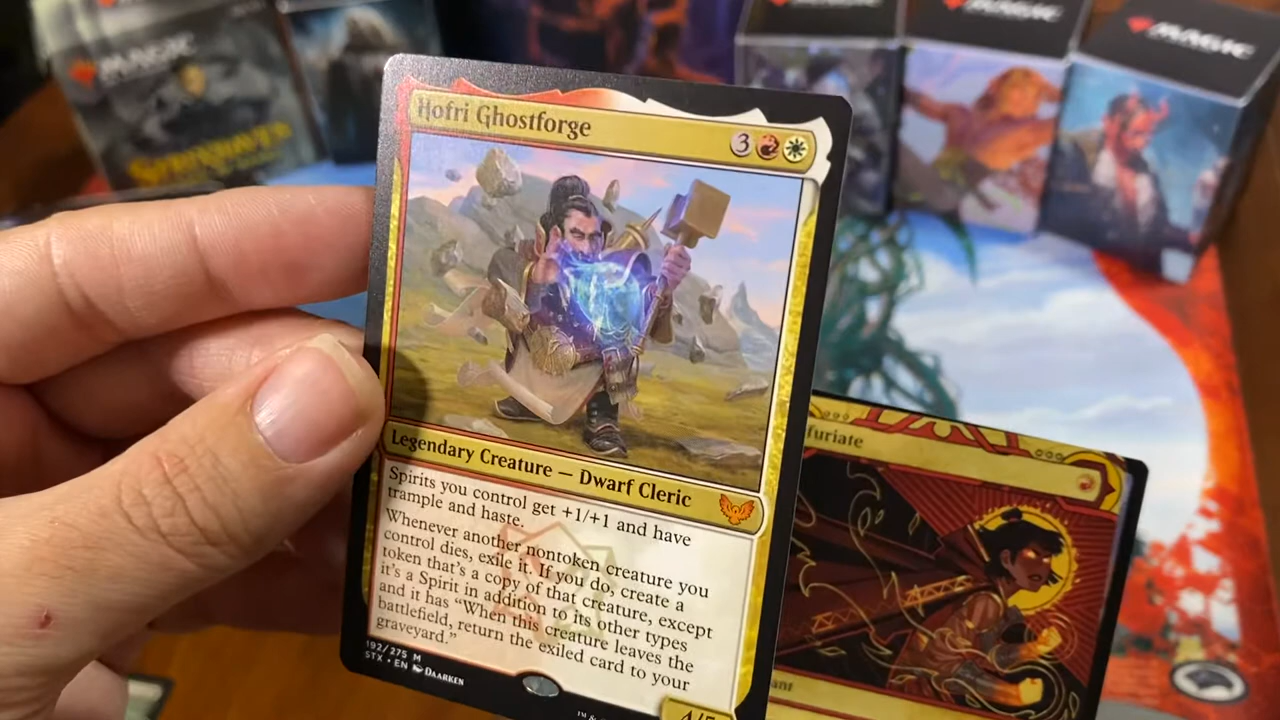 MAGIC
STRIXHAVEN
MAGIC
MAGIC
MAGIC
Hofri Ghostforge
3
Legendary Creature — Dwarf Cleric
Spirits you control get +1/+1 and have
trample and haste.
Whenever another nontoken creature you
control dies, exile it. If you do, create a
token that's a copy of that creature, except
it's a Spirit in addition to its other types
and it has "When this creature leaves the
battlefield, return the exiled card to your
graveyard."
192/275 M
STX • EN DAARKEN
furiate